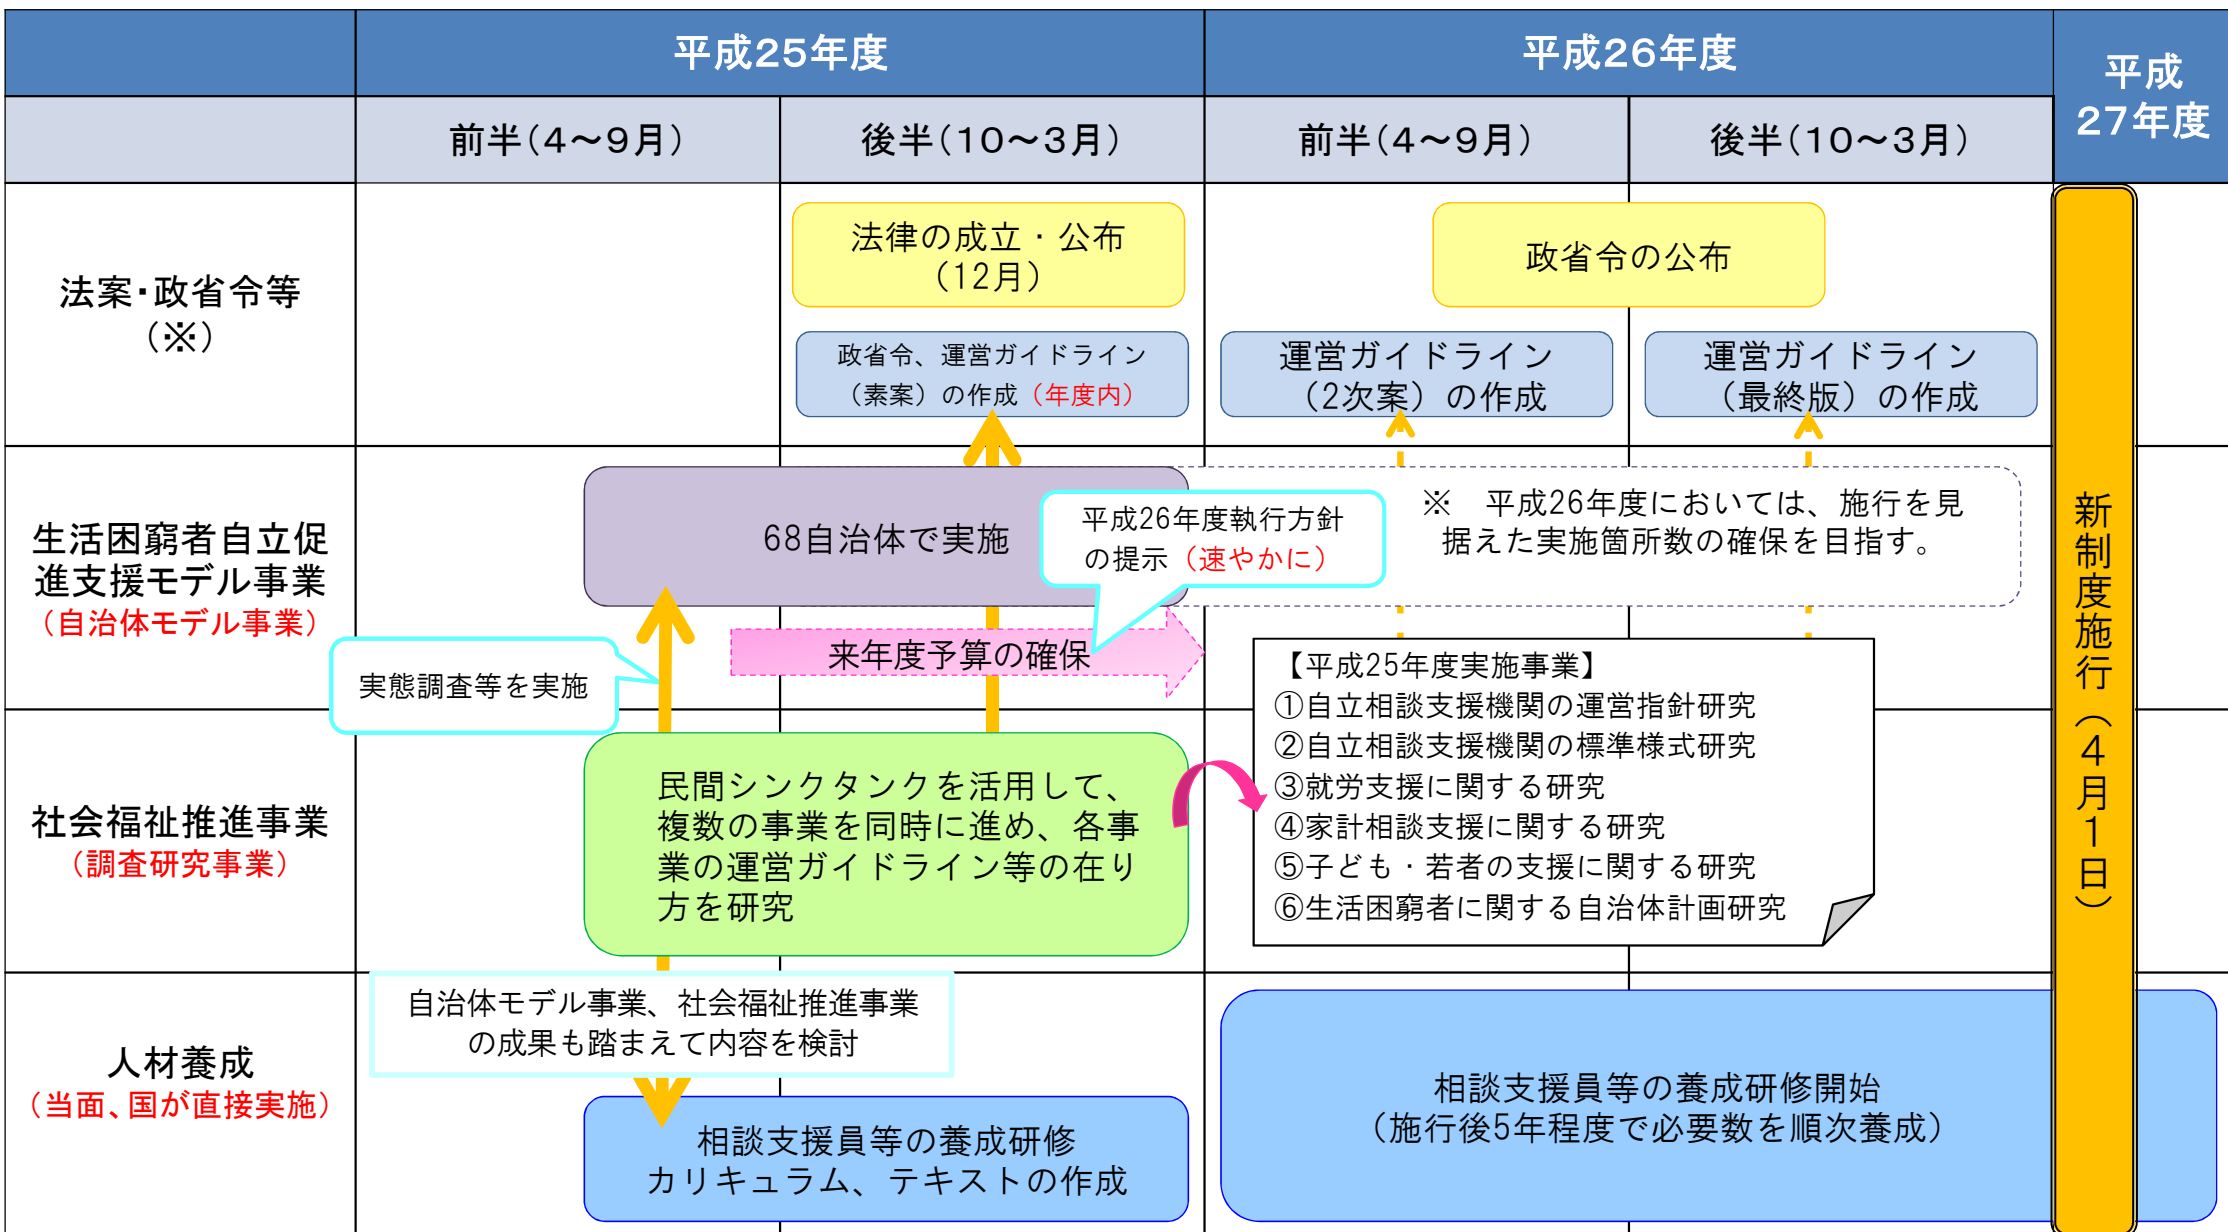 平成25年度
平成26年度
平成
27年度
前半（4～9月）
後半（10～3月）
前半（4～9月）
後半（10～3月）
法案・政省令等
（※）
法律の成立・公布
（12月）
政省令の公布
政省令、運営ガイドライン
（素案）の作成（年度内）
運営ガイドライン
（2次案）の作成
運営ガイドライン
（最終版）の作成
生活困窮者自立促
進支援モデル事業
（自治体モデル事業）
68自治体で実施
平成26年度執行方針
の提示（速やかに）
※　平成26年度においては、施行を見
据えた実施箇所数の確保を目指す。
来年度予算の確保
実態調査等を実施
社会福祉推進事業
（調査研究事業）
民間シンクタンクを活用して、
複数の事業を同時に進め、各事
業の運営ガイドライン等の在り
方を研究
【平成25年度実施事業】
①自立相談支援機関の運営指針研究
②自立相談支援機関の標準様式研究
③就労支援に関する研究
④家計相談支援に関する研究
⑤子ども・若者の支援に関する研究
⑥生活困窮者に関する自治体計画研究
人材養成
（当面、国が直接実施）
自治体モデル事業、社会福祉推進事業
の成果も踏まえて内容を検討
相談支援員等の養成研修
カリキュラム、テキストの作成
相談支援員等の養成研修開始
（施行後5年程度で必要数を順次養成）
新制度施行（4月1日）